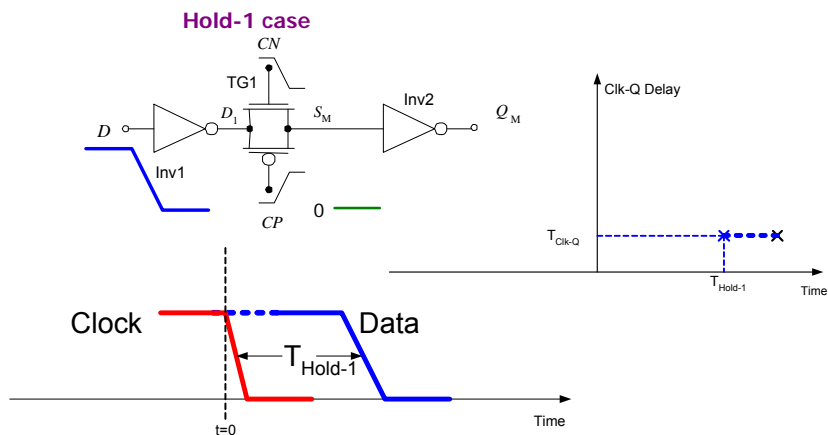 Hold-1 case
CN
TG1
Inv2
D
D1
SM
QM
Inv1
CP
0
Clk-Q Delay
TClk-Q
THold-1
Time
Clock
Data
THold-1
t=0
Time